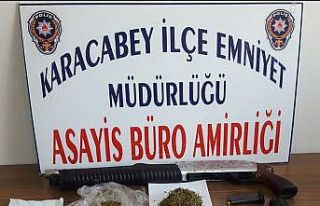 KARACABEY İLÇE EMNİYET
MÜDÜRLÜĞÜ
ASAYİS BÜRO AMİRLİĞİ